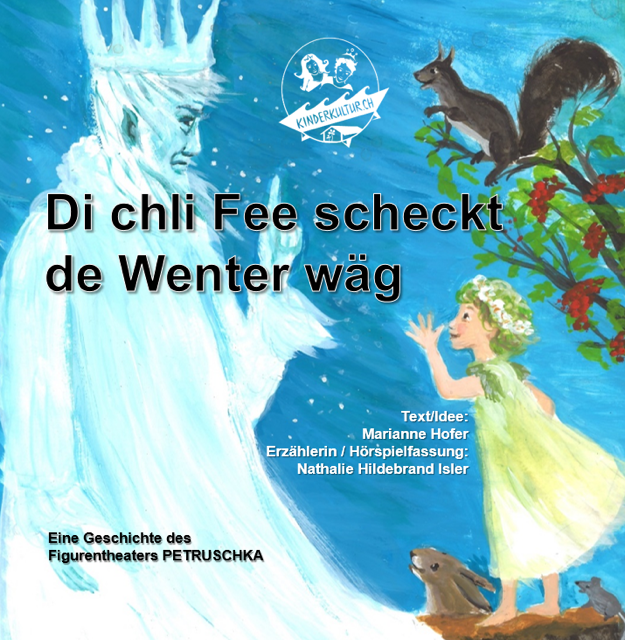 KINDERKULTUR.CH
Di chli Fee scheckt
de Wenter wäg
Text/Idee:
Marianne Hofer
Erzählerin / Hörspielfassung:
Nathalie Hildebrand Isler
Eine Geschichte des
Figurentheaters PETRUSCHKA